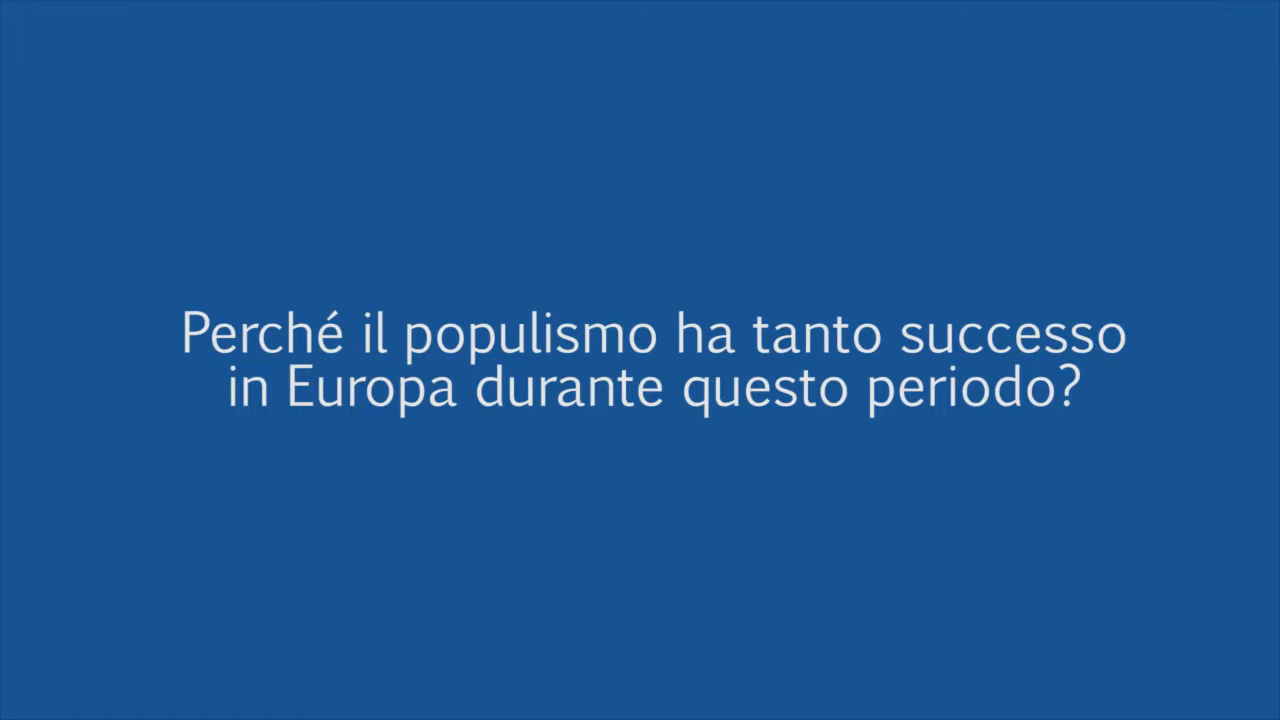 Perché il populismo ha tanto successo
in Europa durante questo periodo?